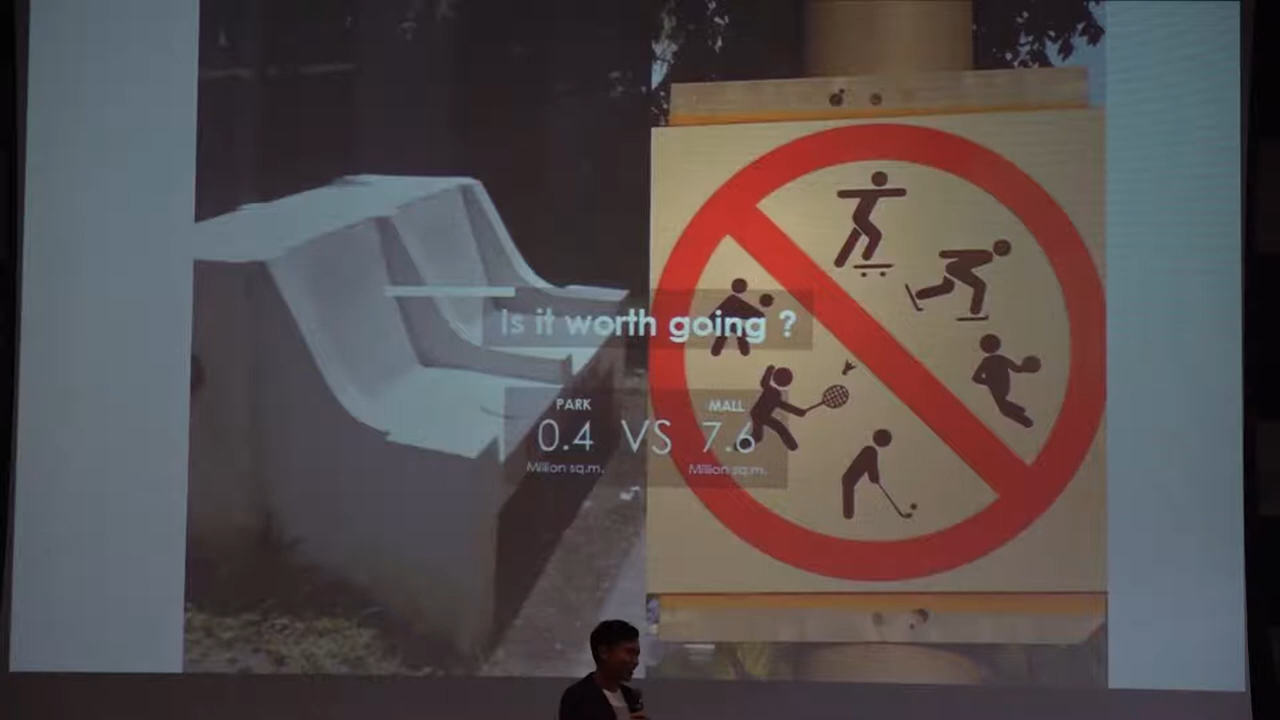 Is it worth going ?
PARK
MALL
0.4 VS 7.6
Million sq.m.
Million sq.m.